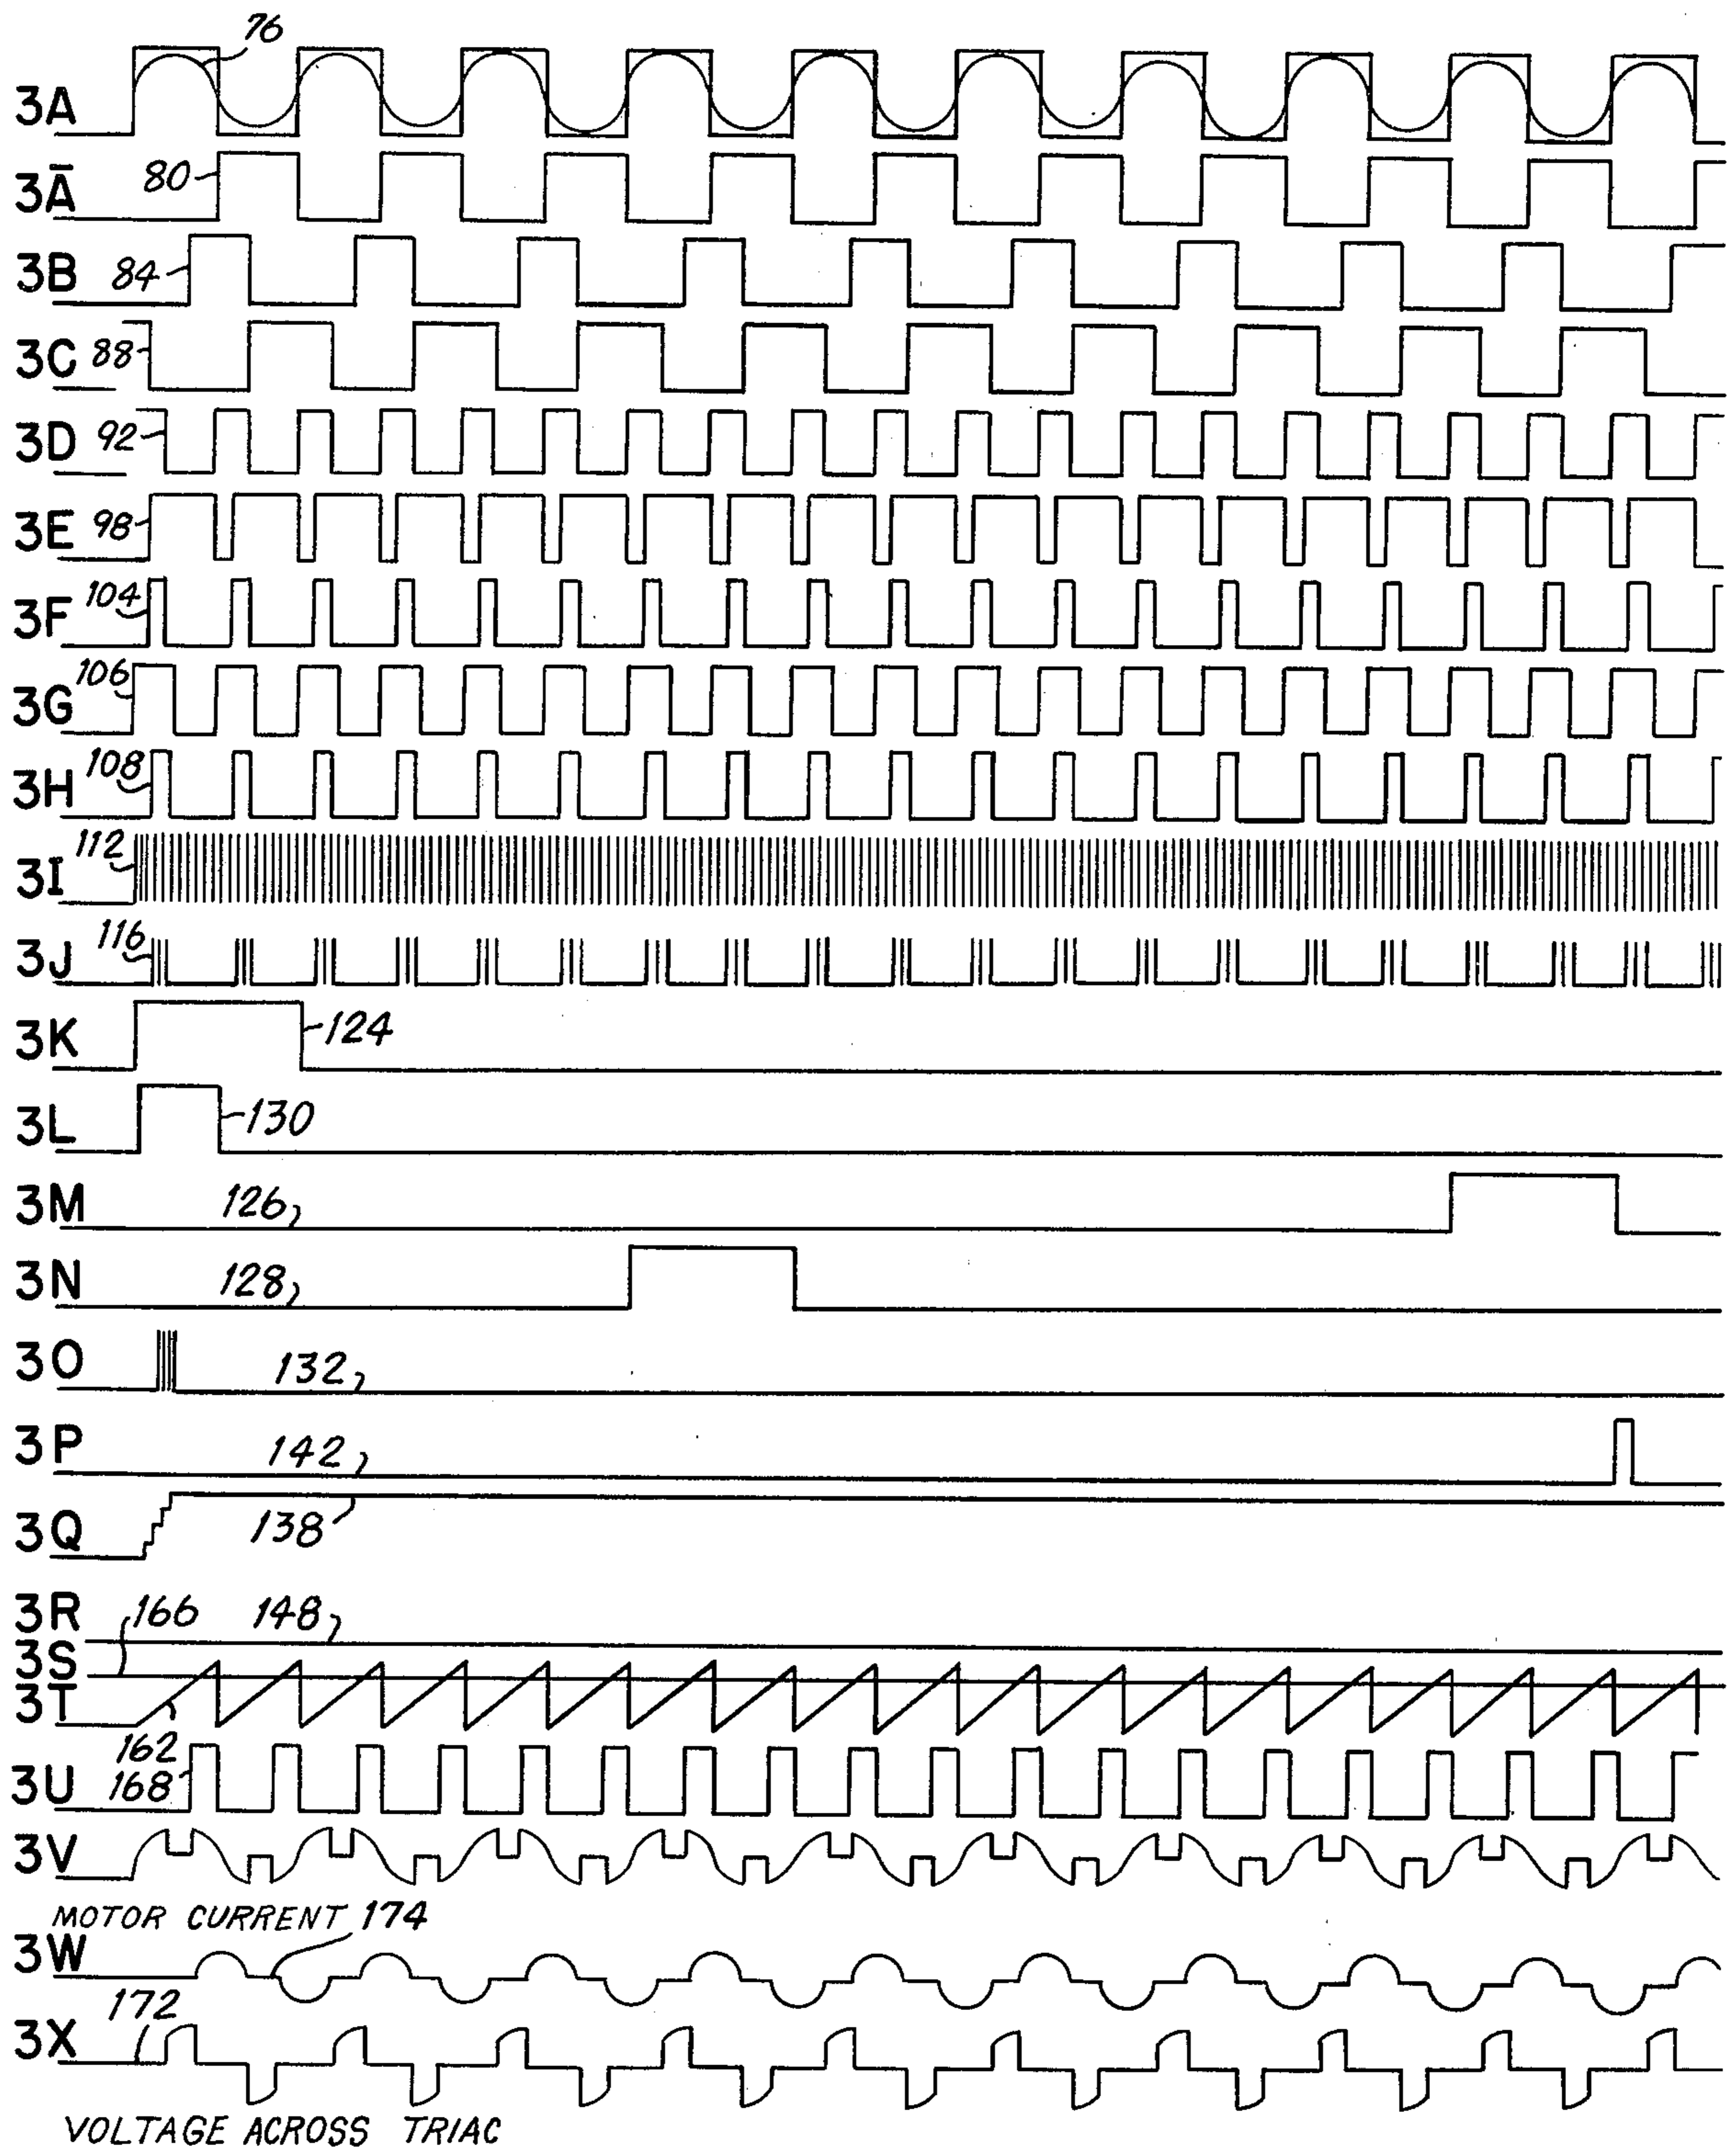 76
3A
3Ā 80
3B 84
3C 88
3D 92
3E 98
3F 104
3G 106
3H 108
3I 112
3J 116
3K 124
3L 130
3M 126
3N 128
3O 132
3P 142
3Q 138
3R 166 148
3S
3T
162
3U 168
3V
MOTOR CURRENT 174
3W
172
3X
VOLTAGE ACROSS TRIAC